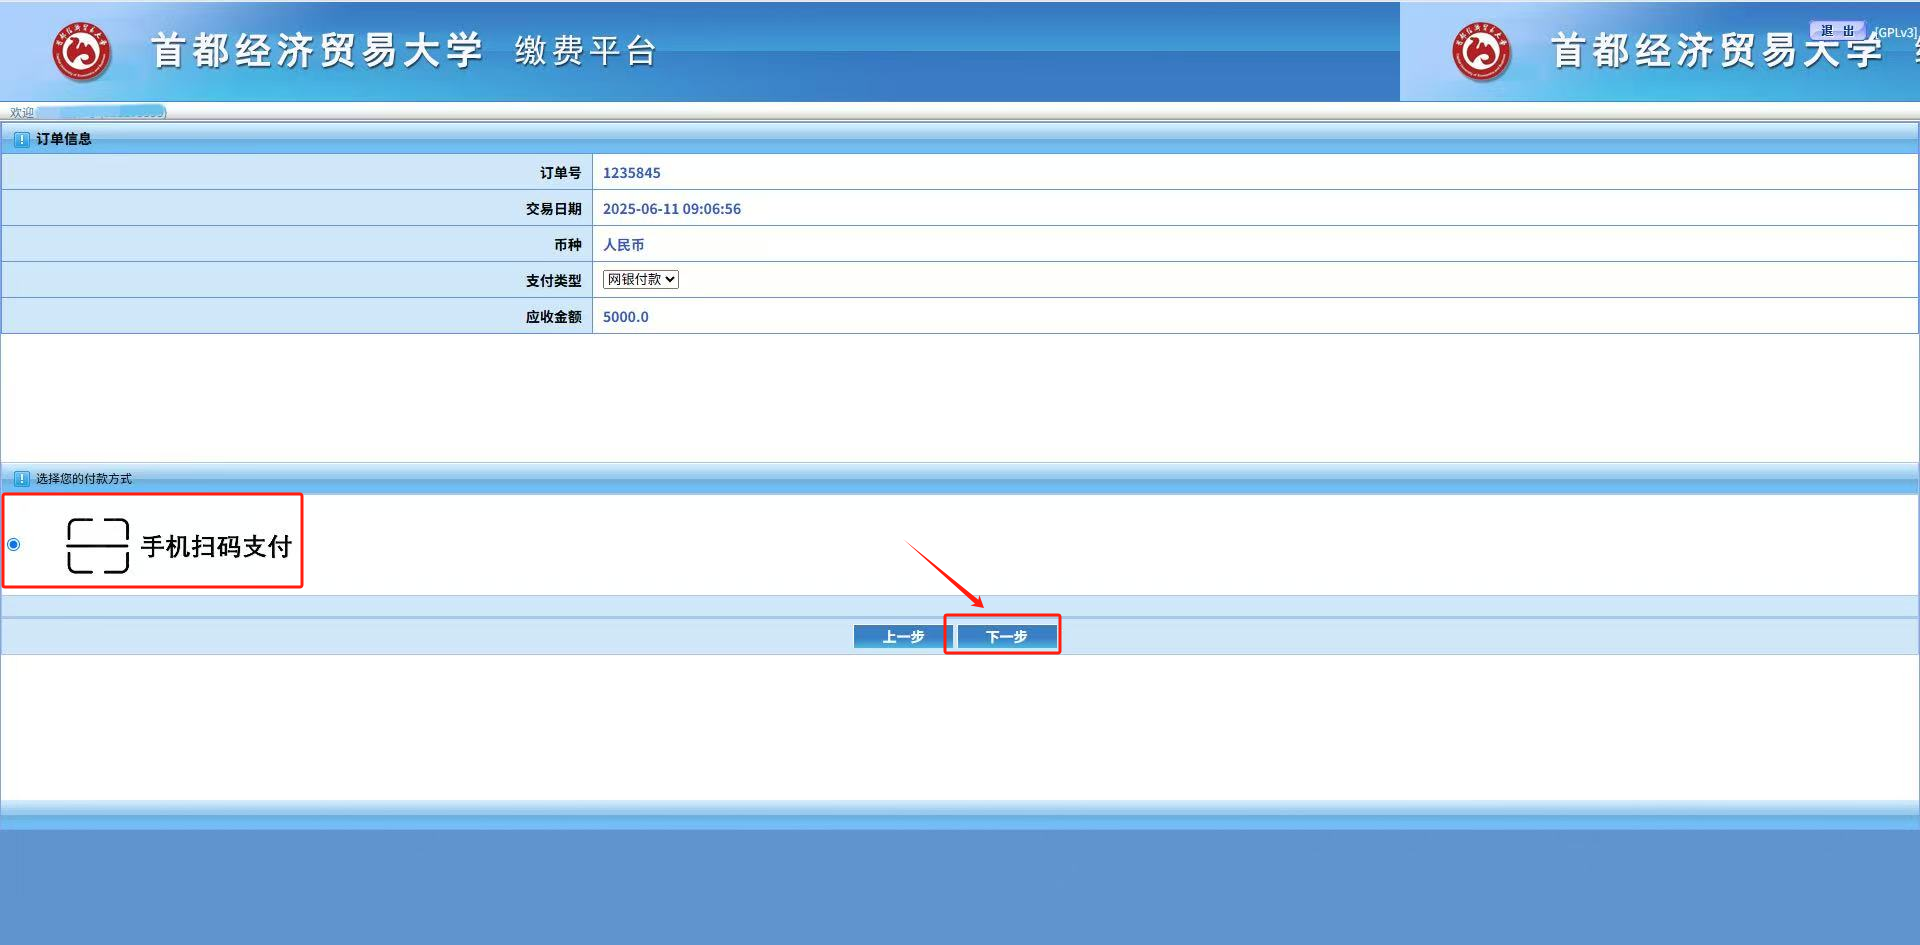 首都经济贸易大学 缴费平台
首都经济贸易大学
退 出
[GPLv3]
欢迎
订单信息
订单号 1235845
交易日期 2025-06-11 09:06:56
币种 人民币
支付类型 网银付款
应收金额 5000.0
选择您的付款方式
手机扫码支付
上一步 下一步